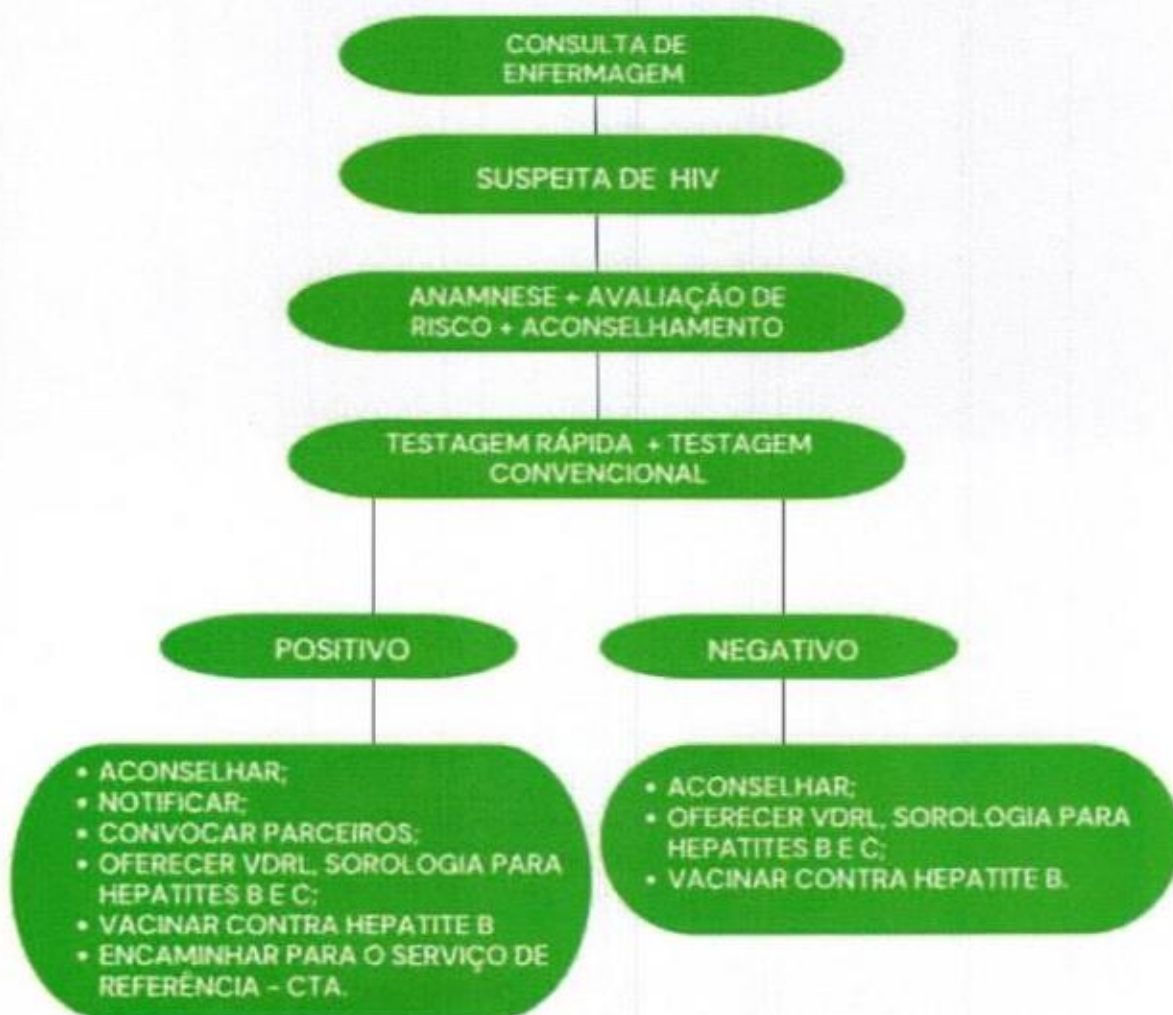 CONSULTA DE
ENFERMAGEM
SUSPEITA DE HIV
ANAMNESE + AVALIAÇÃO DE
RISCO + ACONSELHAMENTO
TESTAGEM RÁPIDA + TESTAGEM
CONVENCIONAL
POSITIVO
NEGATIVO
• ACONSELHAR;
• NOTIFICAR;
• CONVOCAR PARCEIROS;
• OFERECER VDRL, SOROLOGIA PARA
HEPATITES B E C;
• VACINAR CONTRA HEPATITE B
• ENCAMINHAR PARA O SERVIÇO DE
REFERÊNCIA - CTA.
• ACONSELHAR;
• OFERECER VDRL, SOROLOGIA PARA
HEPATITES B E C;
• VACINAR CONTRA HEPATITE B.